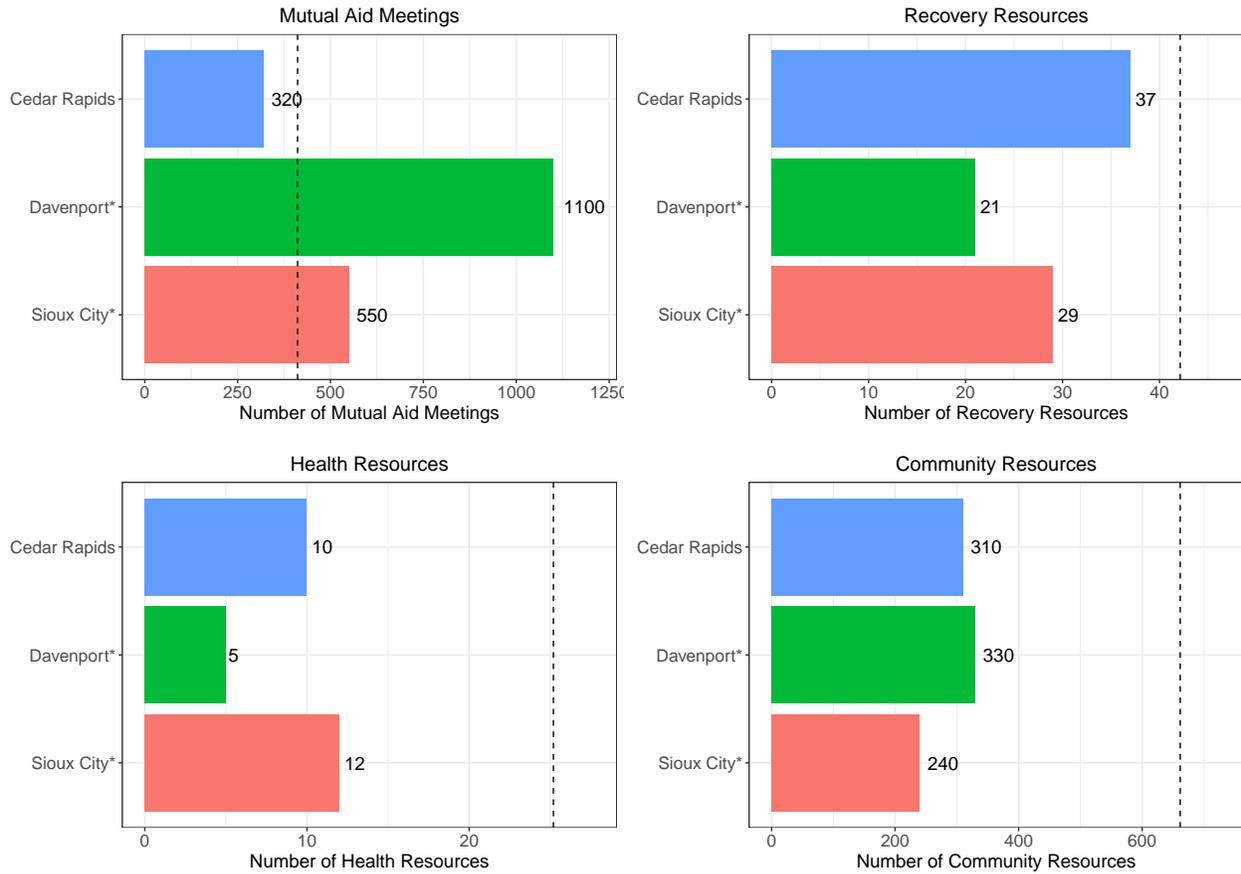 Mutual Aid Meetings
Cedar Rapids
320
Davenport*
1100
Sioux City*
550
0 250 500 750 1000 1250
Number of Mutual Aid Meetings
Recovery Resources
Cedar Rapids
37
Davenport*
21
Sioux City*
29
0 10 20 30 40
Number of Recovery Resources
Health Resources
Cedar Rapids
10
Davenport*
5
Sioux City*
12
0 10 20
Number of Health Resources
Community Resources
Cedar Rapids
310
Davenport*
330
Sioux City*
240
0 200 400 600
Number of Community Resources